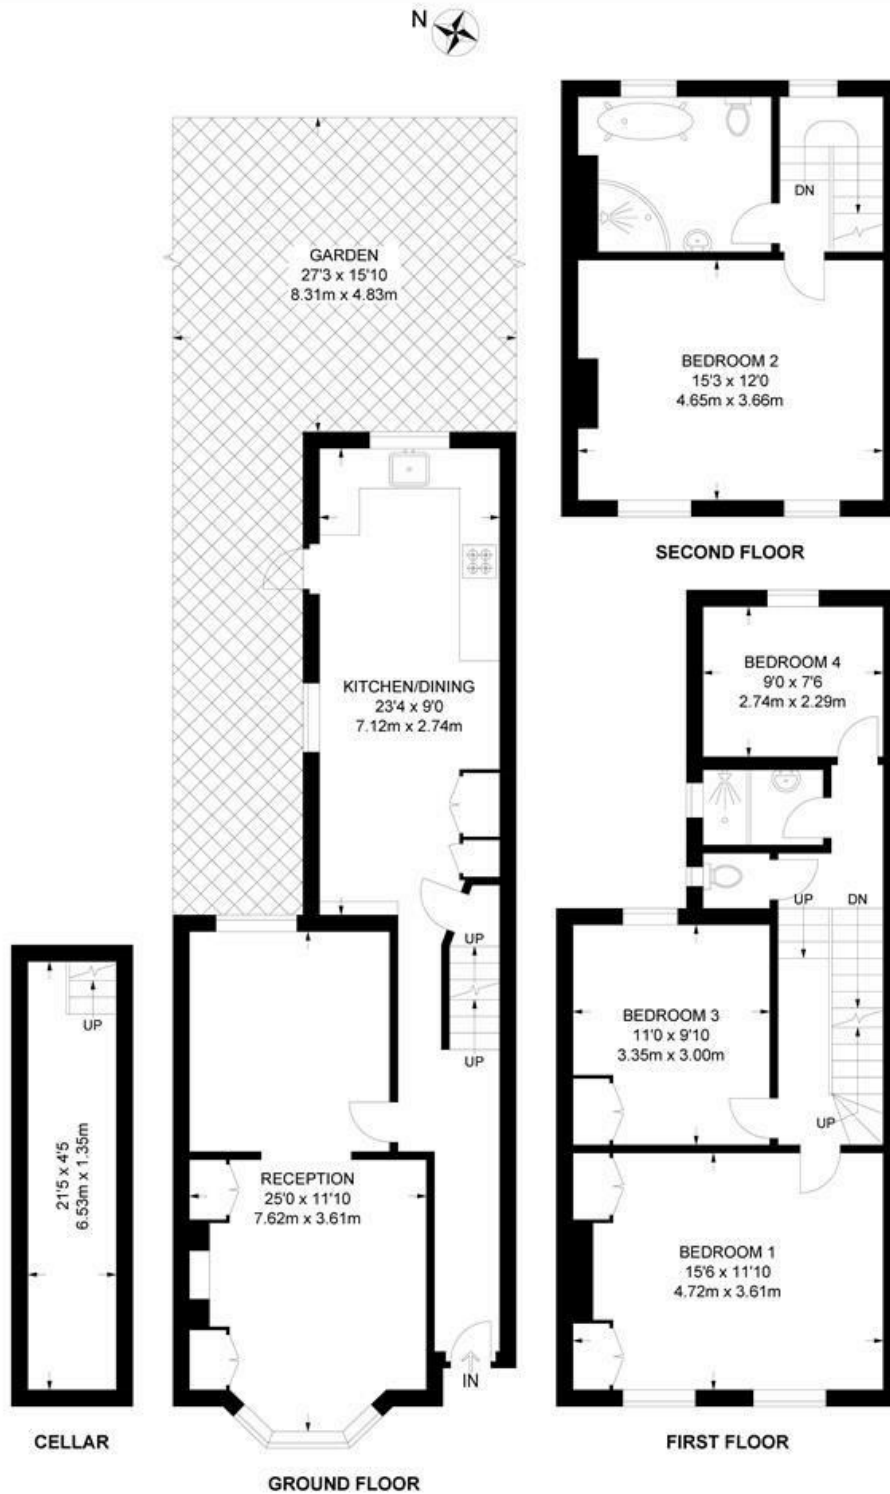 N
GARDEN
27'3 x 15'10
8.31m x 4.83m
KITCHEN/DINING
23'4 x 9'0
7.12m x 2.74m
UP
UP
RECEPTION
25'0 x 11'10
7.62m x 3.61m
IN
GROUND FLOOR
UP
21'5 x 4'5
6.53m x 1.35m
CELLAR
DN
BEDROOM 2
15'3 x 12'0
4.65m x 3.66m
SECOND FLOOR
BEDROOM 4
9'0 x 7'6
2.74m x 2.29m
UP
DN
BEDROOM 3
11'0 x 9'10
3.35m x 3.00m
UP
BEDROOM 1
15'6 x 11'10
4.72m x 3.61m
FIRST FLOOR